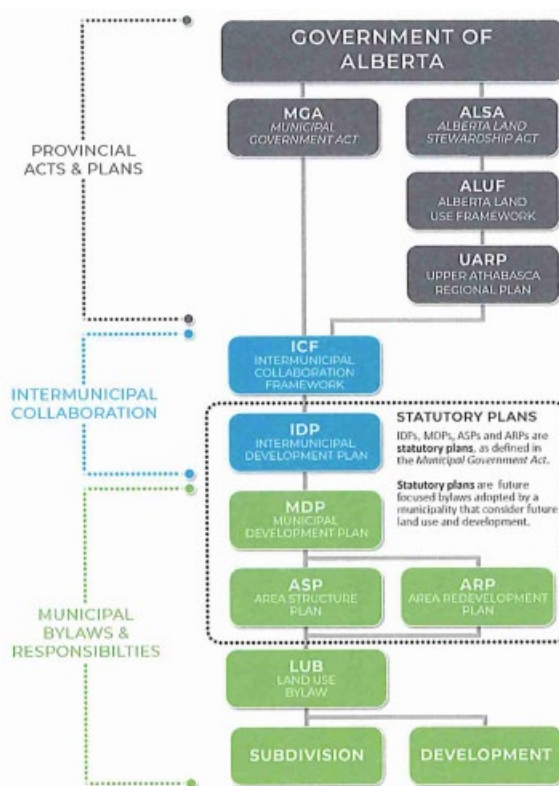 GOVERNMENT OF
ALBERTA
MGA
MUNICIPAL
GOVERNMENT ACT
ALSA
ALBERTA LAND
STEWARDSHIP ACT
PROVINCIAL
ACTS & PLANS
ALUF
ALBERTA LAND
USE FRAMEWORK
UARP
UPPER ATHABASCA
REGIONAL PLAN
ICF
INTERMUNICIPAL
COLLABORATION
FRAMEWORK
INTERMUNICIPAL
COLLABORATION
IDP
INTERMUNICIPAL
DEVELOPMENT PLAN
STATUTORY PLANS
IDPs, MDPs, ASPs and ARPs are
statutory plans, as defined in
the Municipal Government Act.
Statutory plans are future
focused bylaws adopted by a
municipality that consider future
land use and development.
MDP
MUNICIPAL
DEVELOPMENT PLAN
ASP
AREA STRUCTURE
PLAN
ARP
AREA REDEVELOPMENT
PLAN
MUNICIPAL
BYLAWS &
RESPONSIBILTIES
LUB
LAND USE
BYLAW
SUBDIVISION
DEVELOPMENT